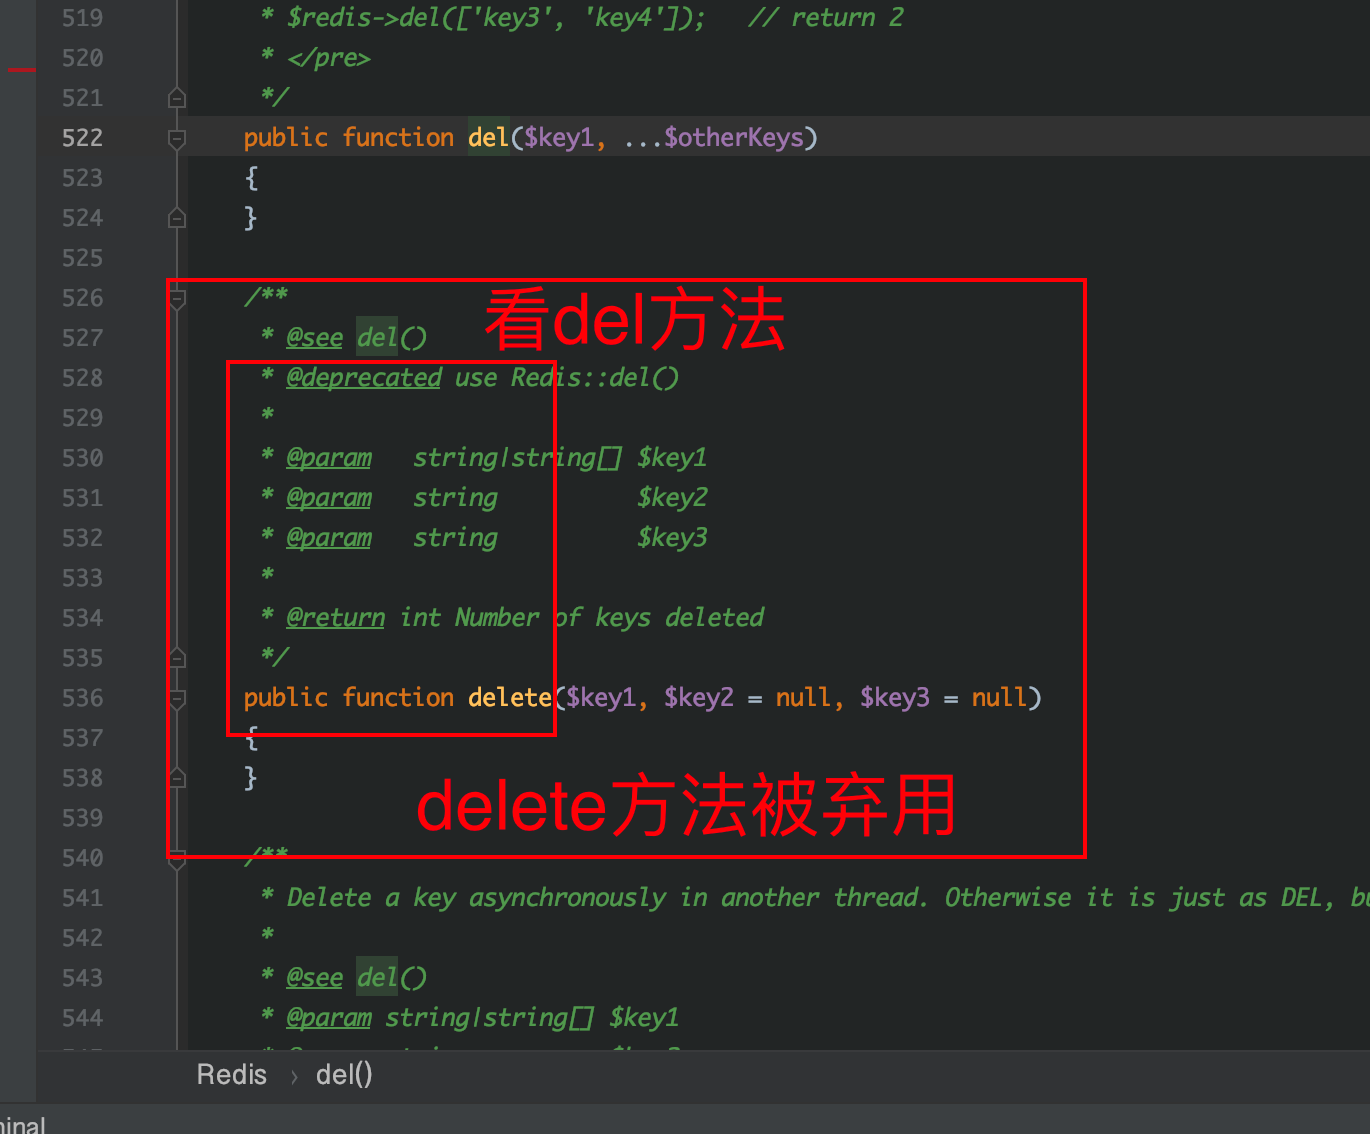 519 * $redis->del(['key3', 'key4']); // return 2
520 * </pre>
521 */
522 public function del($key1, ...$otherKeys)
523 {
524 }
525
526 /**
看del方法
527 * @see del()
528 * @deprecated use Redis::del()
529 *
530 * @param string|string[] $key1
531 * @param string $key2
532 * @param string $key3
533 *
534 * @return int Number of keys deleted
535 */
536 public function delete($key1, $key2 = null, $key3 = null)
537 {
538 }
delete方法被弃用
539
540 /**
541 * Delete a key asynchronously in another thread. Otherwise it is just as DEL,
542 *
543 * @see del()
544 * @param string|string[] $key1
Redis › del()